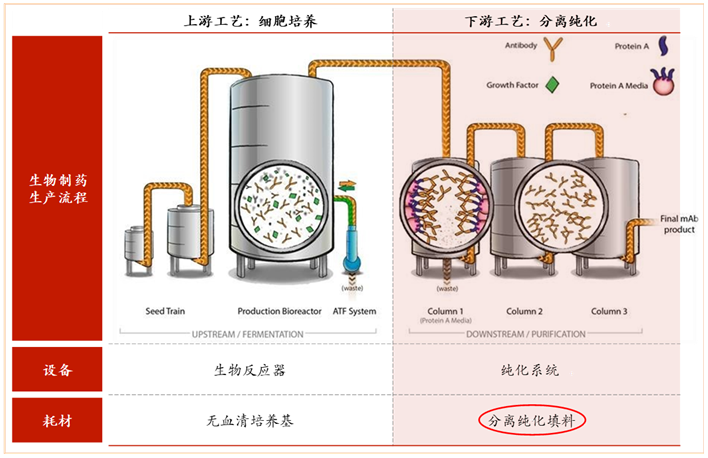 上游工艺：细胞培养
下游工艺：分离纯化
生物制药
生产流程
Antibody
Protein A
Growth Factor
Protein A Media
(waste)
(waste)
Final mAb
product
Seed Train
Production Bioreactor
ATF System
Column 1
(Protein A Media)
Column 2
Column 3
UPSTREAM / FERMENTATION
DOWNSTREAM / PURIFICATION
设备
生物反应器
纯化系统
耗材
无血清培养基
分离纯化填料